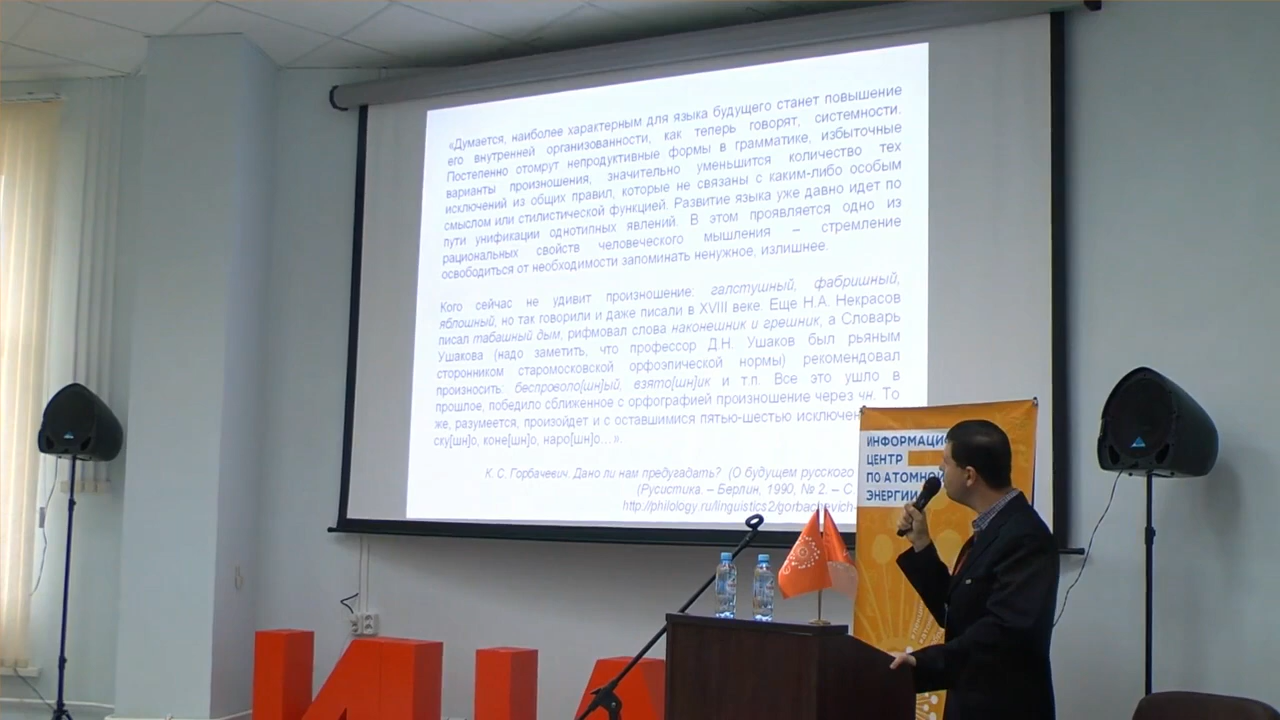 «Думается, наиболее характерным для языка будущего станет повышение
его внутренней организованности, как теперь говорят, системности.
Постепенно отомрут непродуктивные формы в грамматике, избыточные
варианты произношения, значительно уменьшится количество тех
исключений из общих правил, которые не связаны с каким-либо особым
смыслом или стилистической функцией. Развитие языка уже давно идет по
пути унификации однотипных явлений. В этом проявляется одно из
рациональных свойств человеческого мышления – стремление
освободиться от необходимости запоминать ненужное, излишнее.
Кого сейчас не удивит произношение: галстушный, фабришный,
яблошный, но так говорили и даже писали в XVIII веке. Еще Н.А. Некрасов
писал табашный дым, рифмовал слова наконешник и грешник, а Словарь
Ушакова (надо заметить, что профессор Д.Н. Ушаков был рьяным
сторонником старомосковской орфоэпической нормы) рекомендовал
произносить: беспроволо[шн]ый, взято[шн]ик и т.п. Все это ушло в
прошлое, победило сближенное с орфографией произношение через чн. То
же, разумеется, произойдет и с оставшимися пятью-шестью исключен
ску[шн]о, коне[шн]о, наро[шн]о...».
К. С. Горбачевич. Дано ли нам предугадать? (О будущем русского
(Русистика. – Берлин, 1990, № 2. – С.
http://philology.ru/linguistics2/gorbachevich-
ИНФОРМАЦИО
ЦЕНТР
ПО АТОМНОЙ
ЭНЕРГИИ